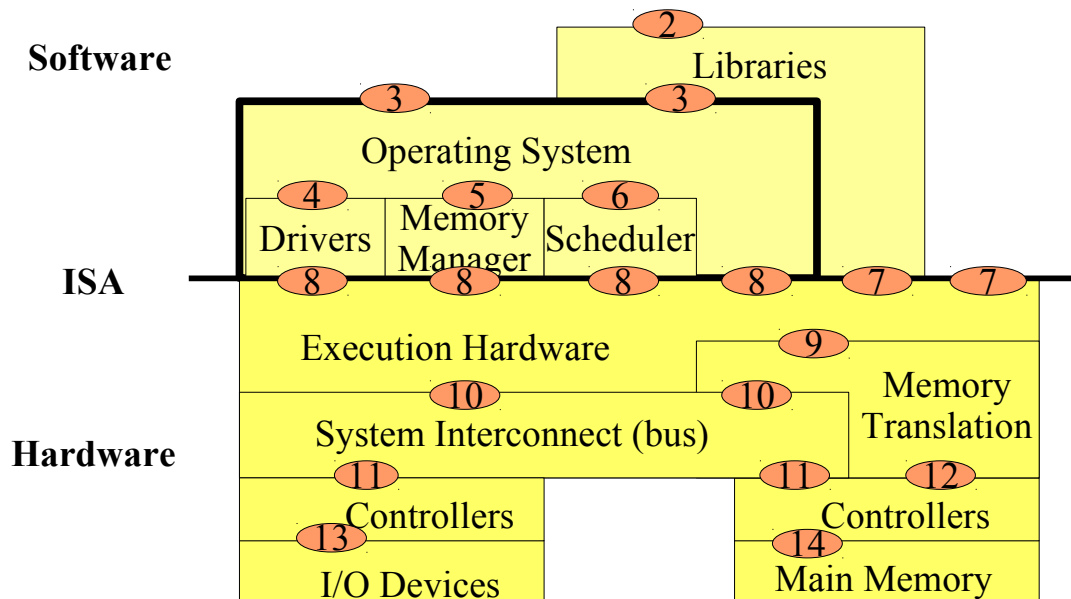 2
Software
Libraries
3 3
Operating System
4 5 6
Drivers
Memory
Manager
Scheduler
ISA
8 8 8 8 7 7
Execution Hardware
9
10 10
Memory
Translation
System Interconnect (bus)
Hardware
11 11 12
Controllers
Controllers
13 14
I/O Devices
Main Memory